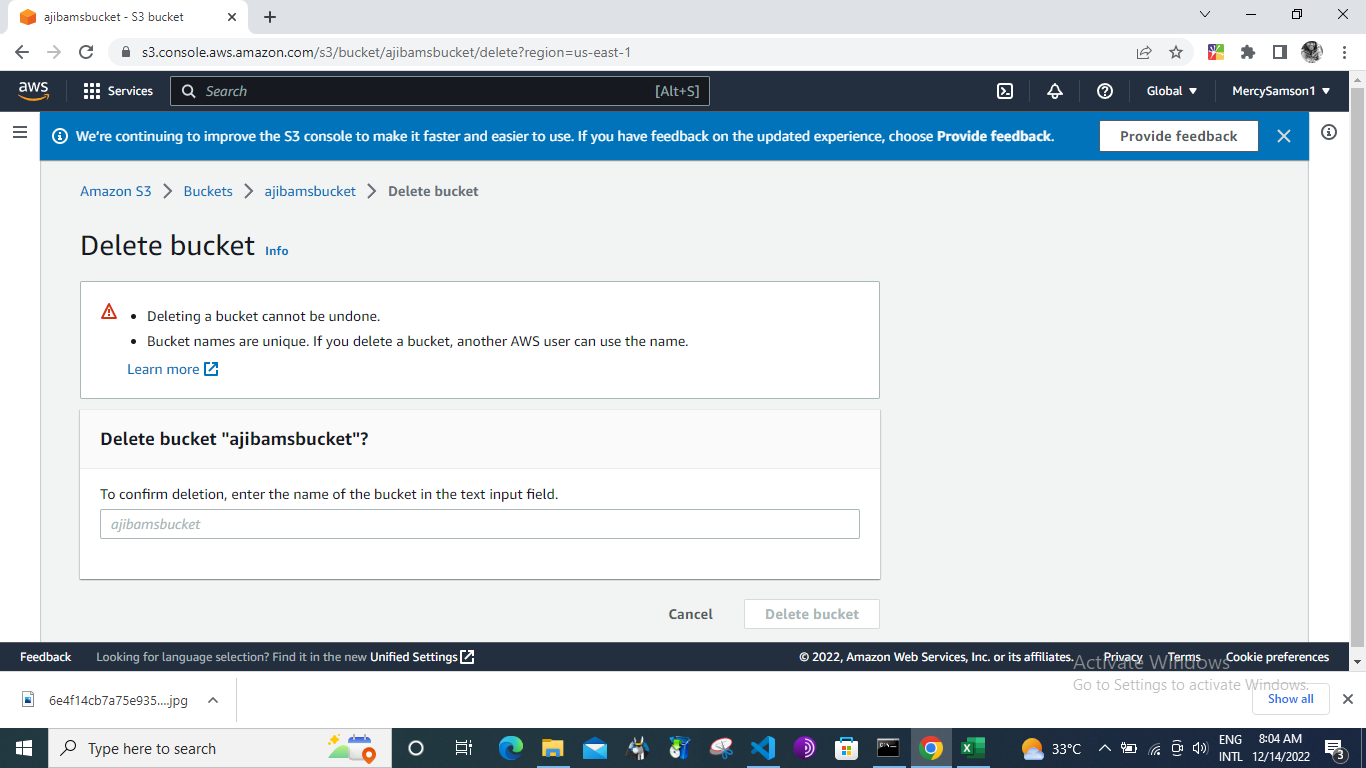 ajibamsbucket - S3 bucket
s3.console.aws.amazon.com/s3/bucket/ajibamsbucket/delete?region=us-east-1
aws Services Search [Alt+S] Global MercySamson1
We're continuing to improve the S3 console to make it faster and easier to use. If you have feedback on the updated experience, choose Provide feedback. Provide feedback
Amazon S3 Buckets ajibamsbucket Delete bucket
Delete bucket Info
• Deleting a bucket cannot be undone.
• Bucket names are unique. If you delete a bucket, another AWS user can use the name.
Learn more
Delete bucket "ajibamsbucket"?
To confirm deletion, enter the name of the bucket in the text input field.
ajibamsbucket
Cancel Delete bucket
Feedback Looking for language selection? Find it in the new Unified Settings © 2022, Amazon Web Services, Inc. or its affiliates. Privacy Terms Cookie preferences
Activate Windows
Go to Settings to activate Windows.
6e4f14cb7a75e935....jpg Show all
Type here to search 33°C ENG 8:04 AM
INTL 12/14/2022 3